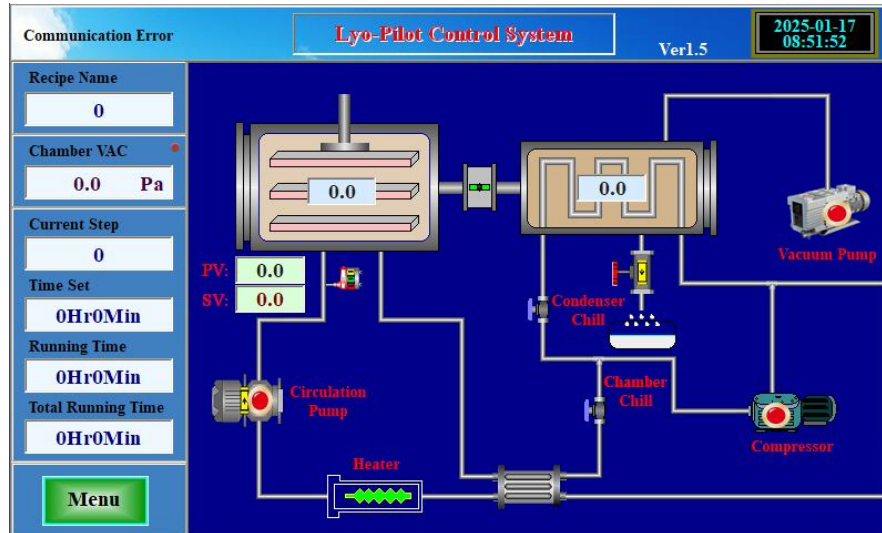 Communication Error
Lyo-Pilot Control System
Ver1.5
2025-01-17
08:51:52
Recipe Name
0
Chamber VAC
0.0 Pa
Current Step
0
Time Set
0Hr0Min
Running Time
0Hr0Min
Total Running Time
0Hr0Min
Menu
0.0
0.0
PV: 0.0
SV: 0.0
Vacuum Pump
Condenser
Chill
Circulation
Pump
Chamber
Chill
Compressor
Heater